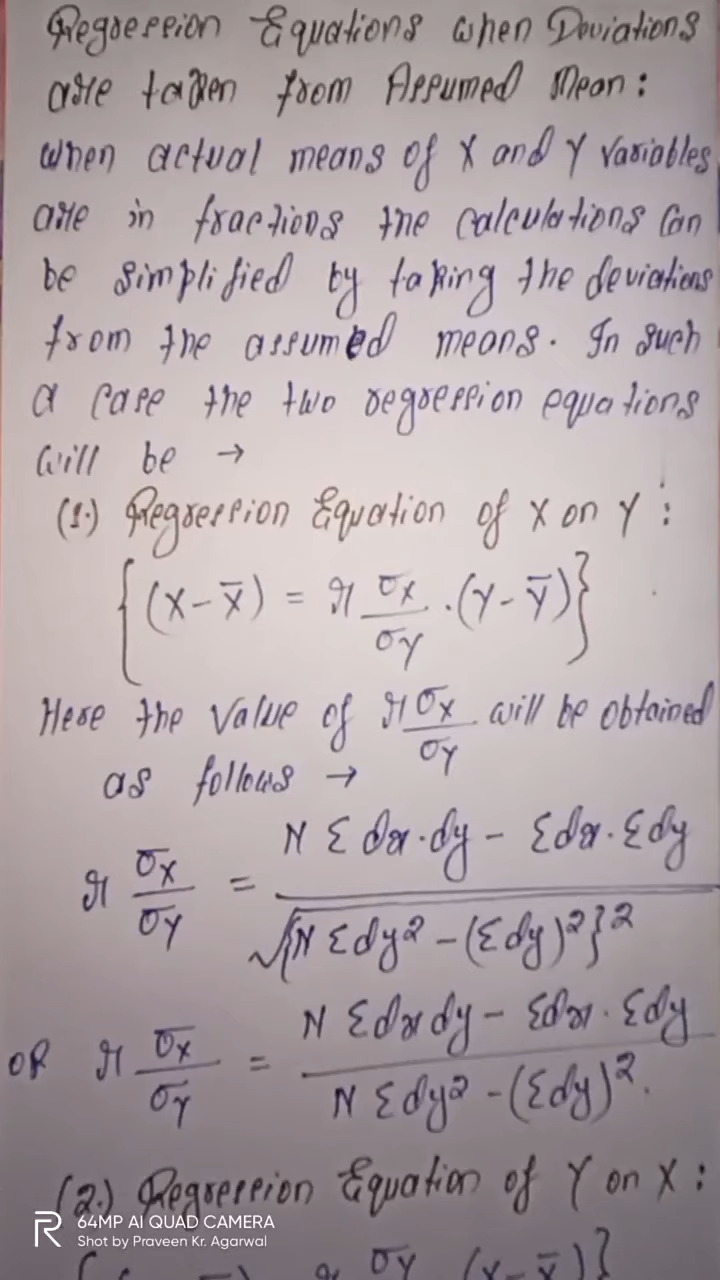 Regression Equations when Deviations
are taken from Assumed Mean:
when actual means of X and Y variables
are in fractions the calculations can
be simplified by taking the deviations
from the assumed means. In such
a case the two regression equations
will be →
(1.) Regression Equation of X on Y:
{(X - X̄) = r σx/σy . (Y - Ȳ)}
Here the value of r σx/σy will be obtained
as follows →
r σx/σy = N Σdx.dy - Σdx.Σdy / √{N Σdy² - (Σdy)²}²
OR r σx/σy = N Σdxdy - Σdx.Σdy / N Σdy² - (Σdy)².
(2.) Regression Equation of Y on X:
64MP AI QUAD CAMERA
Shot by Praveen Kr. Agarwal
σy (X - X̄)}